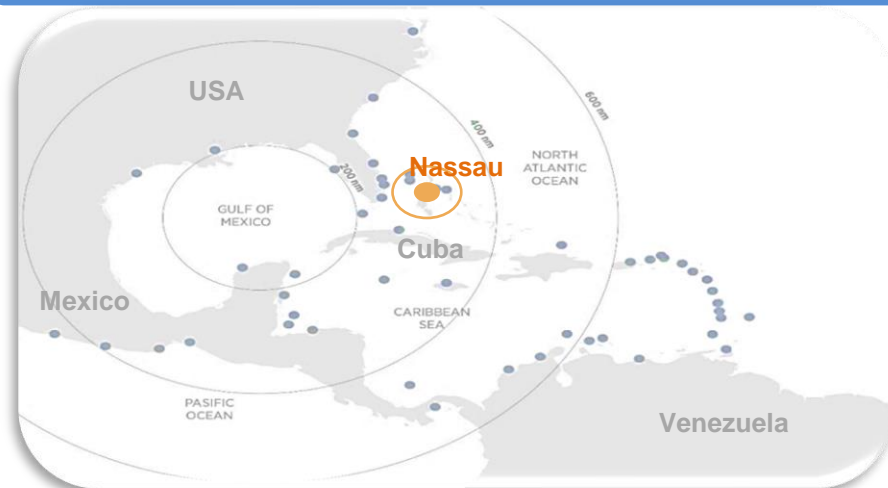 USA
600 nm
400 nm
Nassau
NORTH
ATLANTIC
OCEAN
200 nm
GULF OF
MEXICO
Cuba
Mexico
CARIBBEAN
SEA
PASIFIC
OCEAN
Venezuela